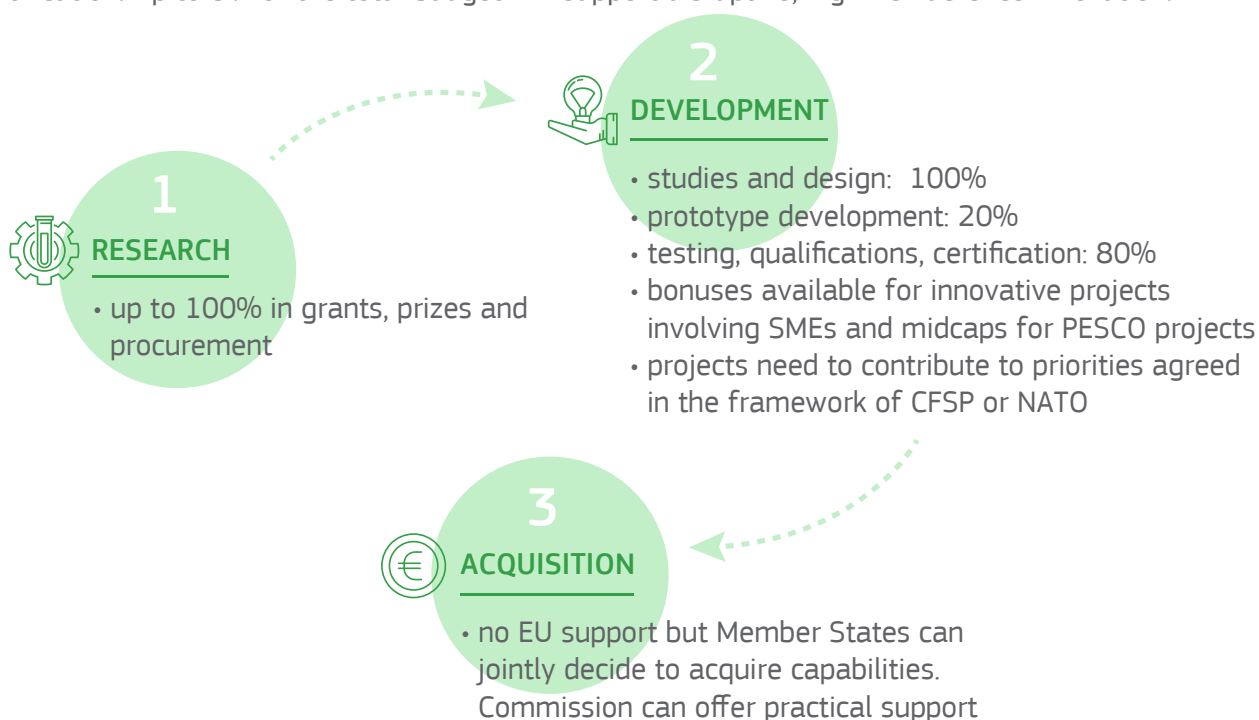 1
RESEARCH
• up to 100% in grants, prizes and
procurement
2
DEVELOPMENT
• studies and design: 100%
• prototype development: 20%
• testing, qualifications, certification: 80%
• bonuses available for innovative projects
involving SMEs and midcaps for PESCO projects
• projects need to contribute to priorities agreed
in the framework of CFSP or NATO
3
ACQUISITION
• no EU support but Member States can
jointly decide to acquire capabilities.
Commission can offer practical support